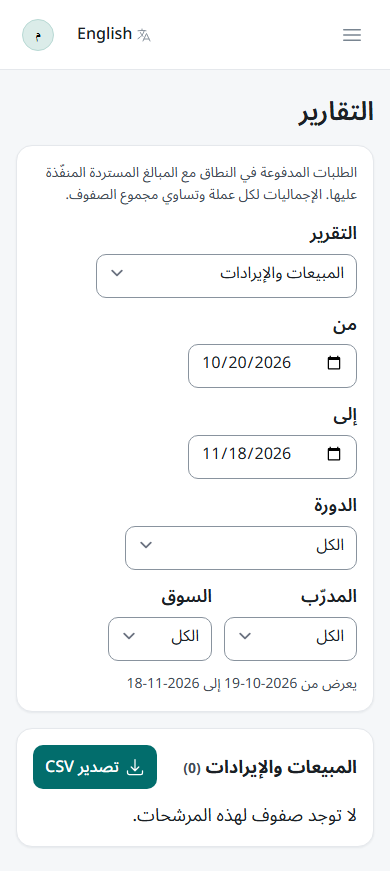 م
English
التقارير
الطلبات المدفوعة في النطاق مع المبالغ المستردة المنفّذة
عليها. الإجماليات لكل عملة وتساوي مجموع الصفوف.
التقرير
المبيعات والإيرادات
من
10/20/2026
إلى
11/18/2026
الدورة
الكل
المدرّب السوق
الكل الكل
يعرض من 2026-10-19 إلى 2026-11-18
المبيعات والإيرادات (0) تصدير CSV
لا توجد صفوف لهذه المرشحات.